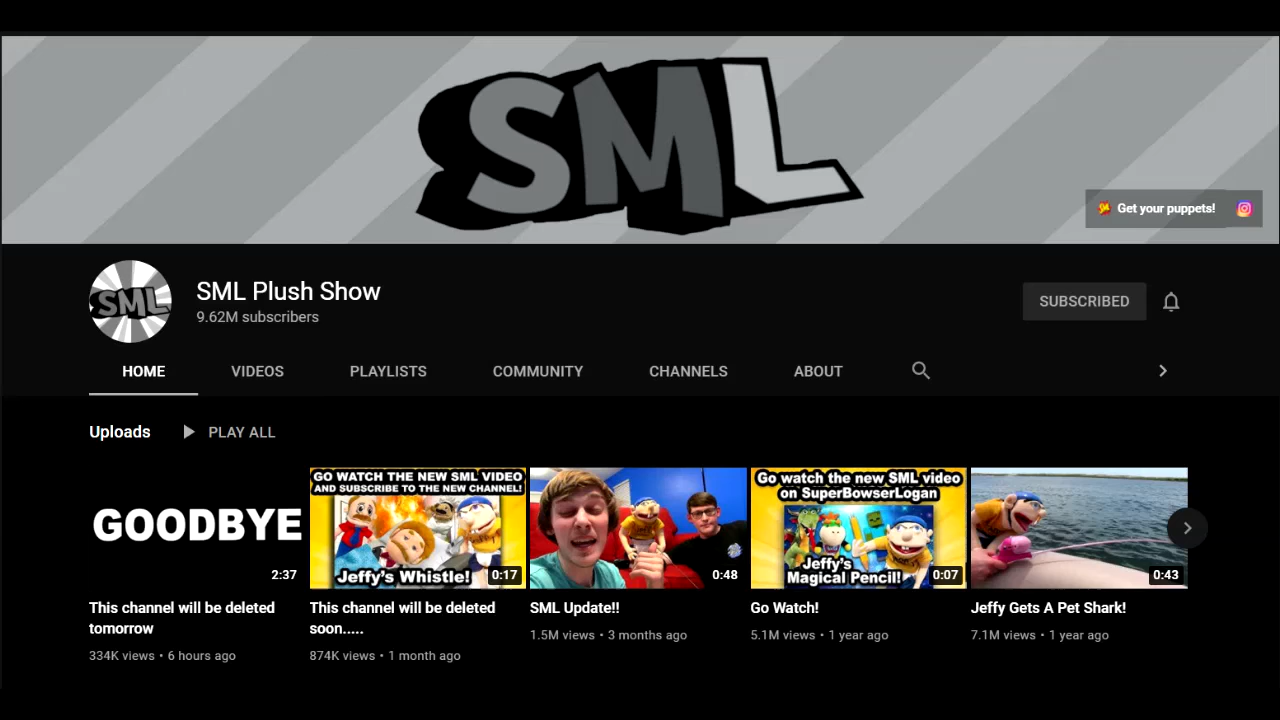 SML
Get your puppets!
SML
SML Plush Show
9.62M subscribers
SUBSCRIBED
HOME
VIDEOS
PLAYLISTS
COMMUNITY
CHANNELS
ABOUT
Uploads
PLAY ALL
GOODBYE
2:37
This channel will be deleted
tomorrow
334K views • 6 hours ago
GO WATCH THE NEW SML VIDEO
AND SUBSCRIBE TO THE NEW CHANNEL!
Jeffy's Whistle!
0:17
This channel will be deleted
soon.....
874K views • 1 month ago
0:48
SML Update!!
1.5M views • 3 months ago
Go watch the new SML video
on SuperBowserLogan
Jeffy's
Magical Pencil!
0:07
Go Watch!
5.1M views • 1 year ago
0:43
Jeffy Gets A Pet Shark!
7.1M views • 1 year ago